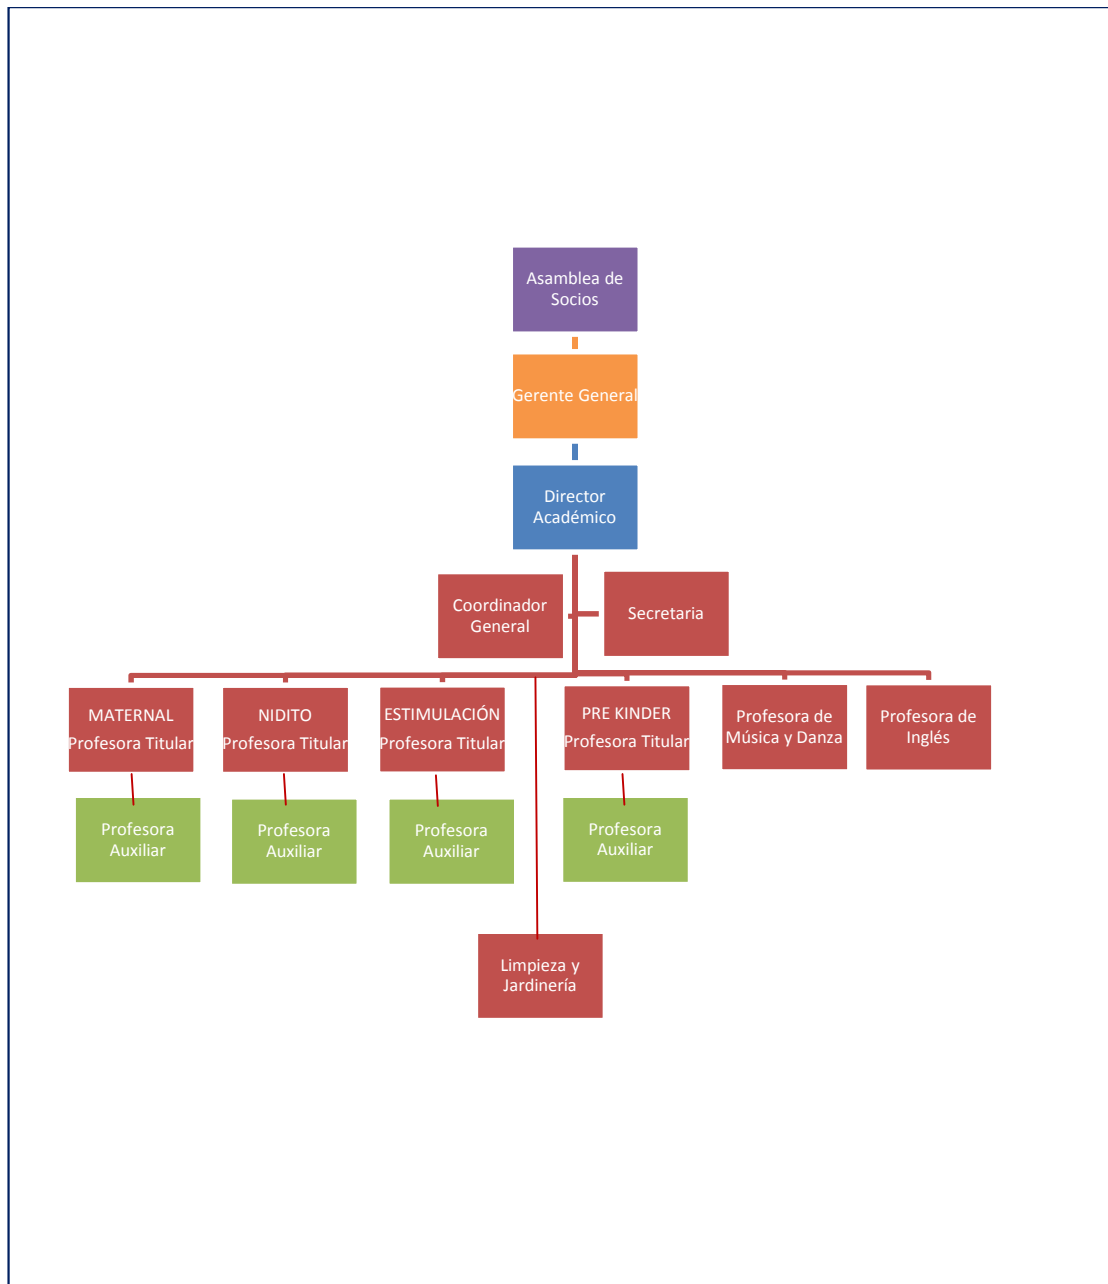 Asamblea de
Socios
Gerente General
Director
Académico
Coordinador
General
Secretaria
MATERNAL
Profesora Titular
NIDITO
Profesora Titular
ESTIMULACIÓN
Profesora Titular
PRE KINDER
Profesora Titular
Profesora de
Música y Danza
Profesora de
Inglés
Profesora
Auxiliar
Profesora
Auxiliar
Profesora
Auxiliar
Profesora
Auxiliar
Limpieza y
Jardinería